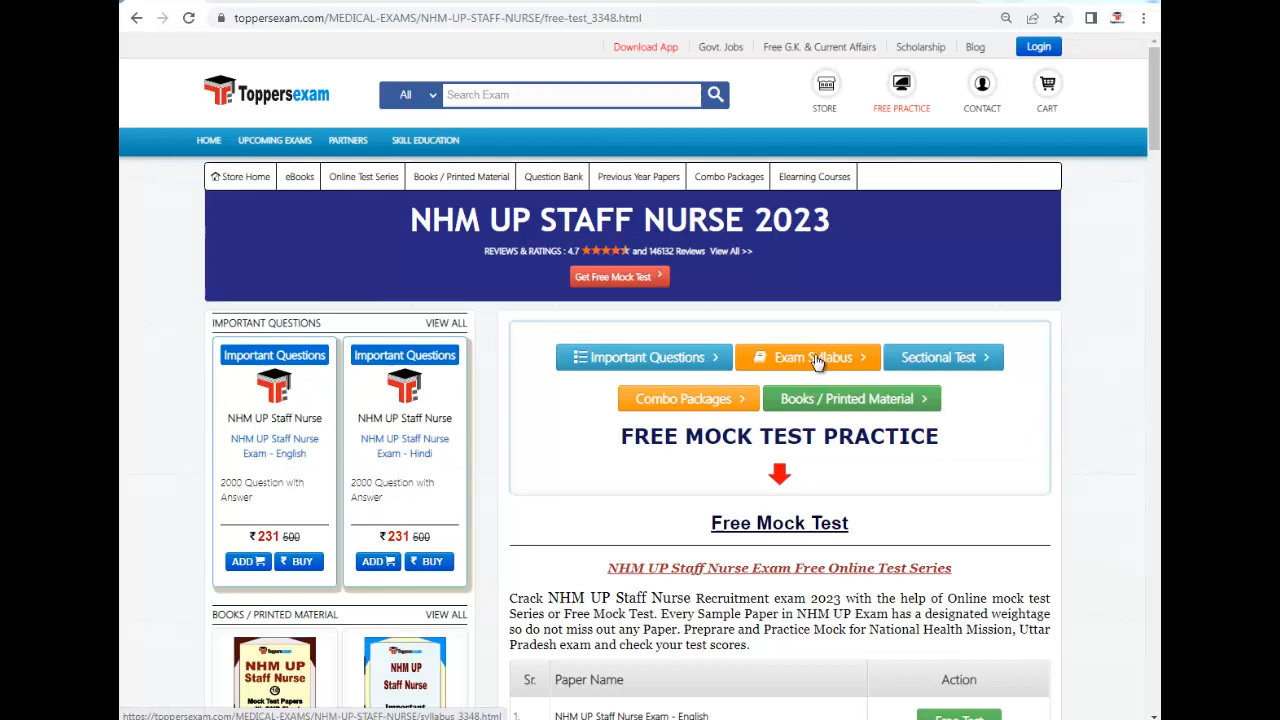 toppersexam.com/MEDICAL-EXAMS/NHM-UP-STAFF-NURSE/free-test_3348.html
Download App Govt. Jobs Free G.K. & Current Affairs Scholarship Blog Login
Toppersexam All Search Exam
STORE FREE PRACTICE CONTACT CART
HOME UPCOMING EXAMS PARTNERS SKILL EDUCATION
Store Home eBooks Online Test Series Books / Printed Material Question Bank Previous Year Papers Combo Packages Elearning Courses
NHM UP STAFF NURSE 2023
REVIEWS & RATINGS : 4.7 and 146132 Reviews View All >>
Get Free Mock Test
IMPORTANT QUESTIONS VIEW ALL
Important Questions
NHM UP Staff Nurse
NHM UP Staff Nurse
Exam - English
2000 Question with
Answer
₹ 231 500
ADD ₹ BUY
Important Questions
NHM UP Staff Nurse
NHM UP Staff Nurse
Exam - Hindi
2000 Question with
Answer
₹ 231 500
ADD ₹ BUY
BOOKS / PRINTED MATERIAL VIEW ALL
Toppersexam
NHM UP
Staff Nurse
Mock Test Papers
Toppersexam
NHM UP
Staff Nurse
Important Questions > Exam Syllabus > Sectional Test >
Combo Packages > Books / Printed Material >
FREE MOCK TEST PRACTICE
Free Mock Test
NHM UP Staff Nurse Exam Free Online Test Series
Crack NHM UP Staff Nurse Recruitment exam 2023 with the help of Online mock test
Series or Free Mock Test. Every Sample Paper in NHM UP Exam has a designated weightage
so do not miss out any Paper. Preprare and Practice Mock for National Health Mission, Uttar
Pradesh exam and check your test scores.
Sr. Paper Name Action
1. NHM UP Staff Nurse Exam - English Free Test
https://toppersexam.com/MEDICAL-EXAMS/NHM-UP-STAFF-NURSE/syllabus_3348.html